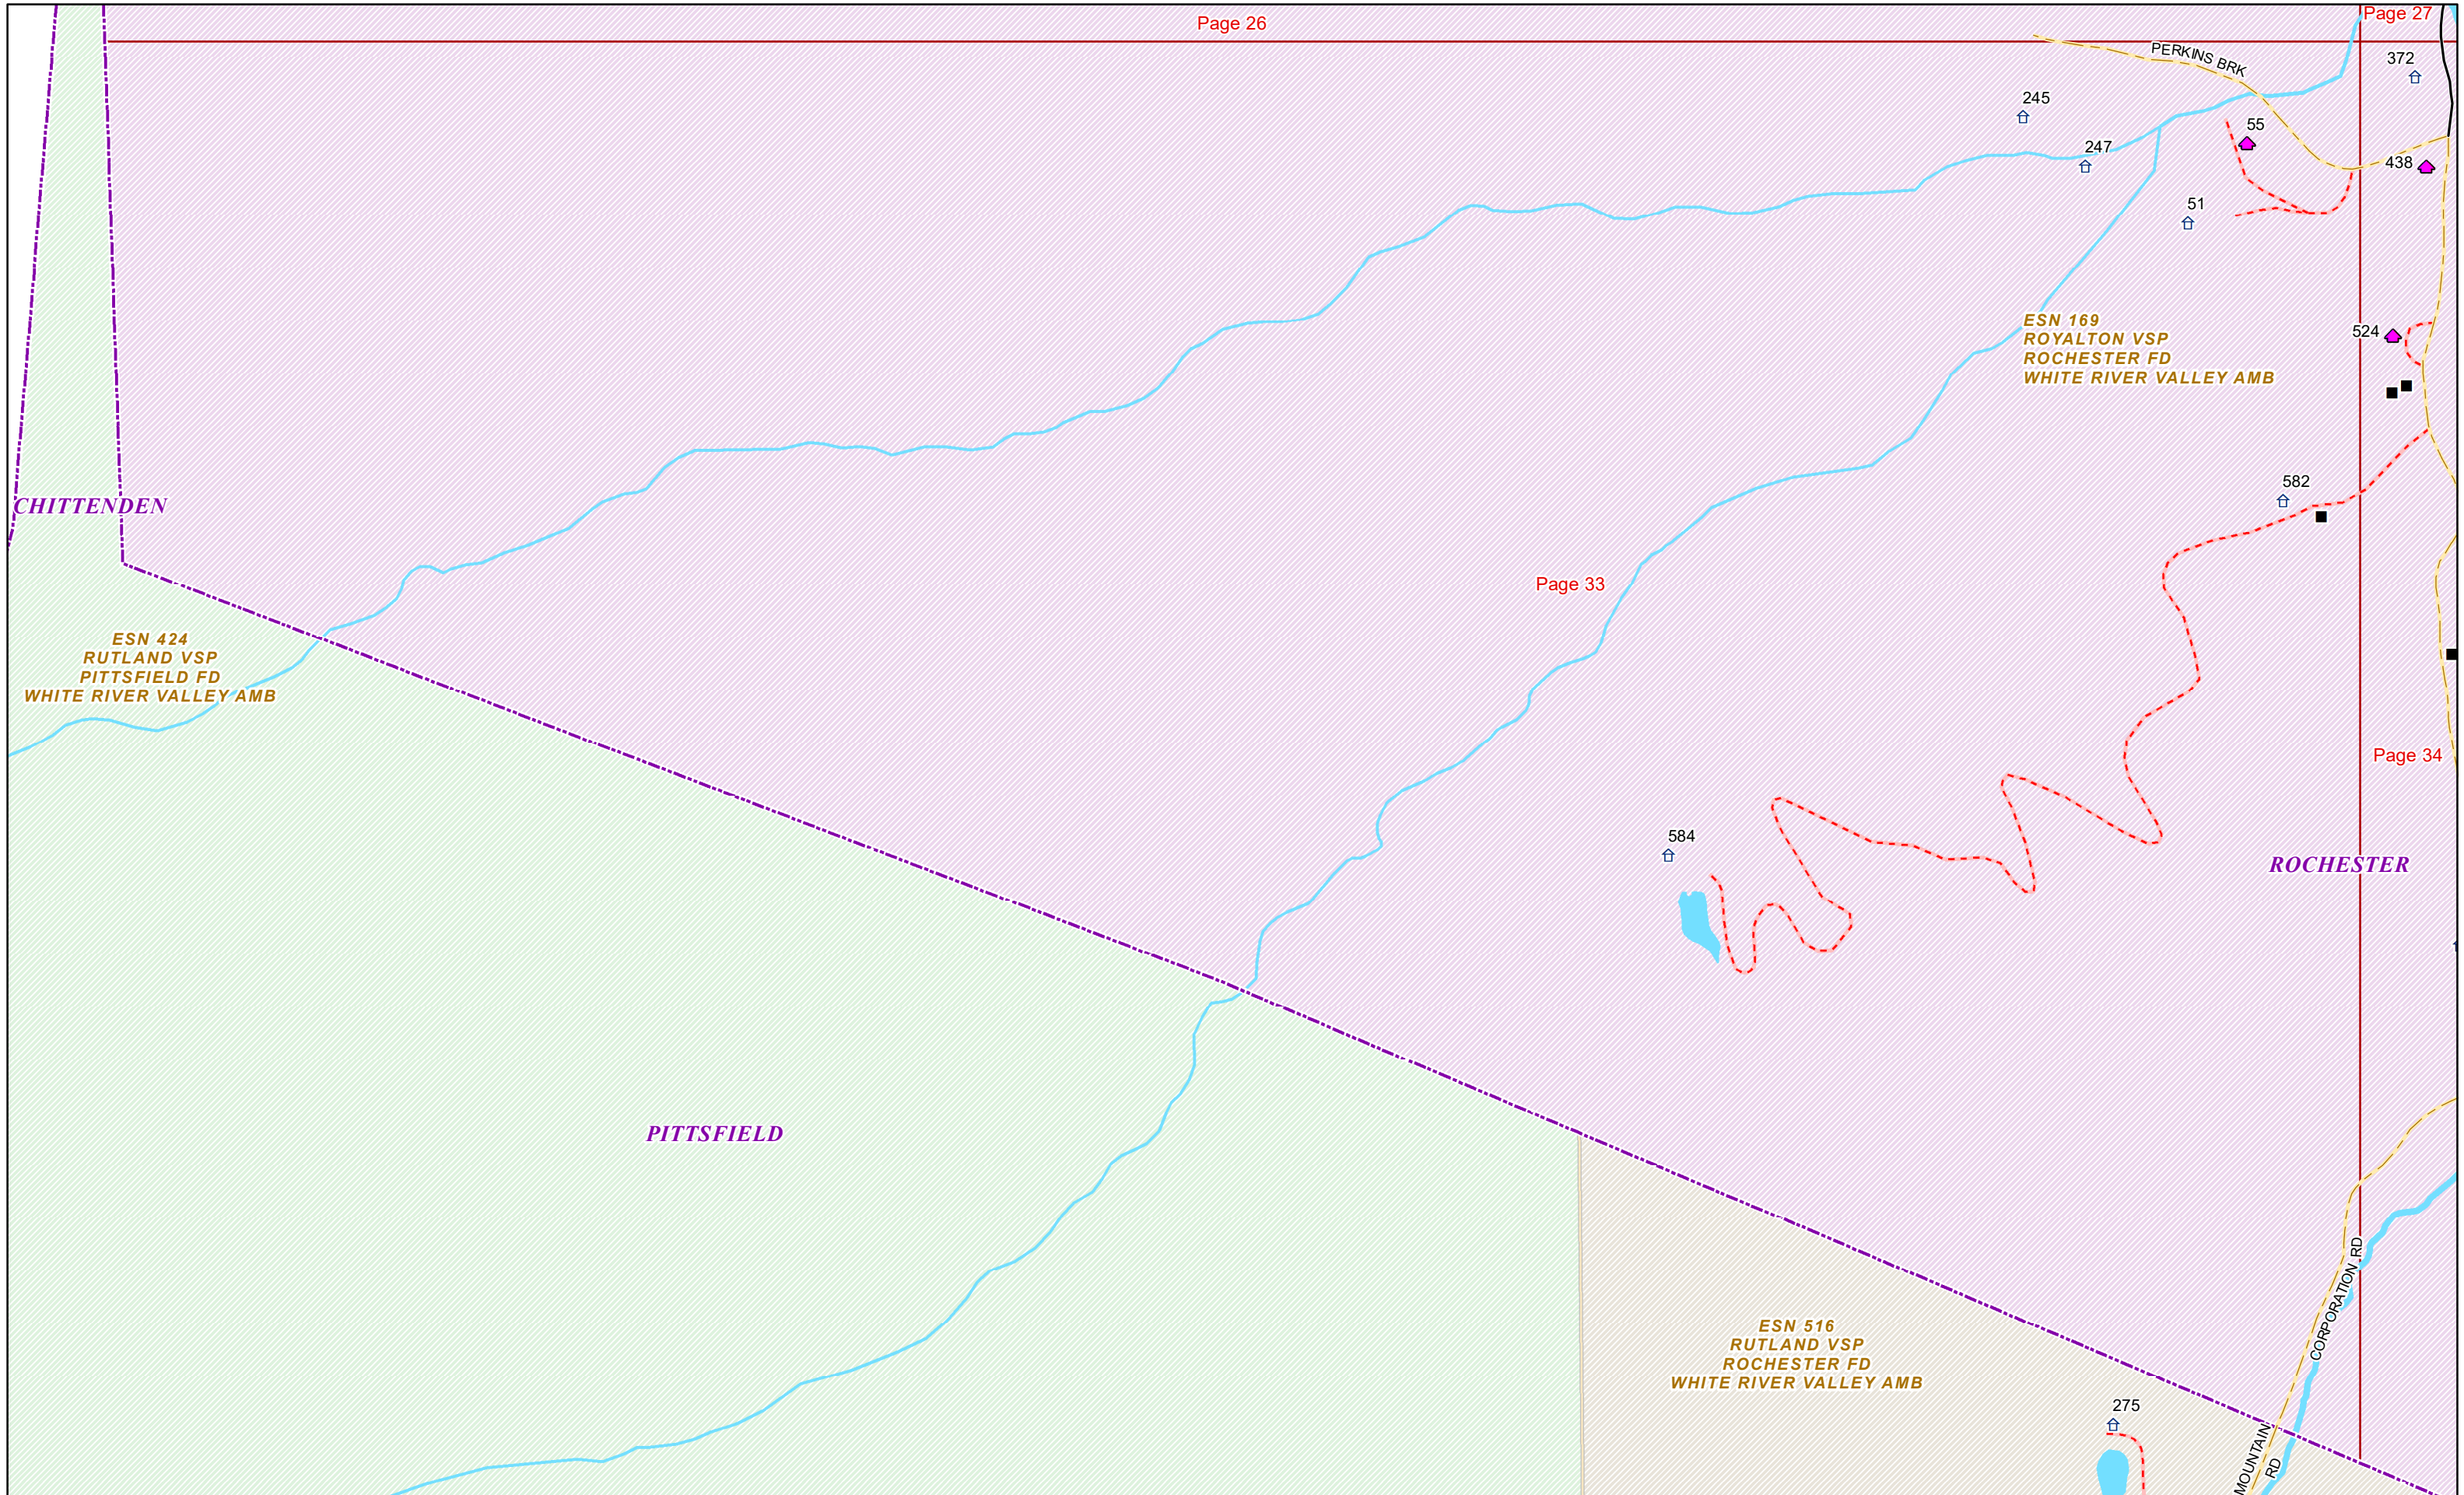 Page 26
Page 27
PERKINS BRK
372
245
55
247
438
51
ESN 169
ROYALTON VSP
ROCHESTER FD
WHITE RIVER VALLEY AMB
524
582
CHITTENDEN
Page 33
ESN 424
RUTLAND VSP
PITTSFIELD FD
WHITE RIVER VALLEY AMB
Page 34
584
ROCHESTER
PITTSFIELD
CORPORATION RD
ESN 516
RUTLAND VSP
ROCHESTER FD
WHITE RIVER VALLEY AMB
275
MOUNTAIN
RD